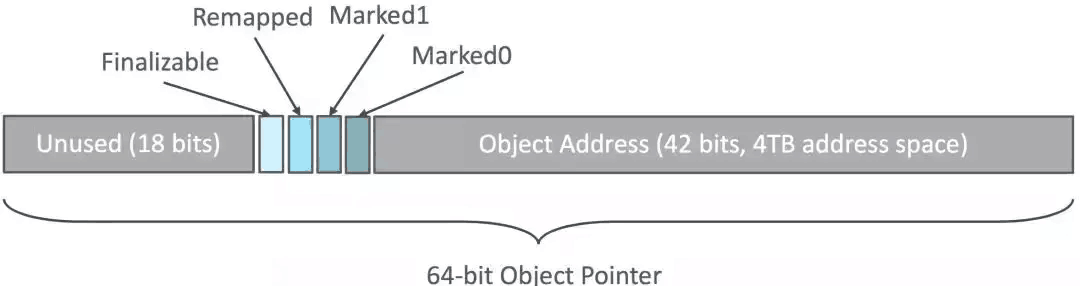 Remapped
Marked1
Finalizable
Marked0
Unused (18 bits)
Object Address (42 bits, 4TB address space)
64-bit Object Pointer